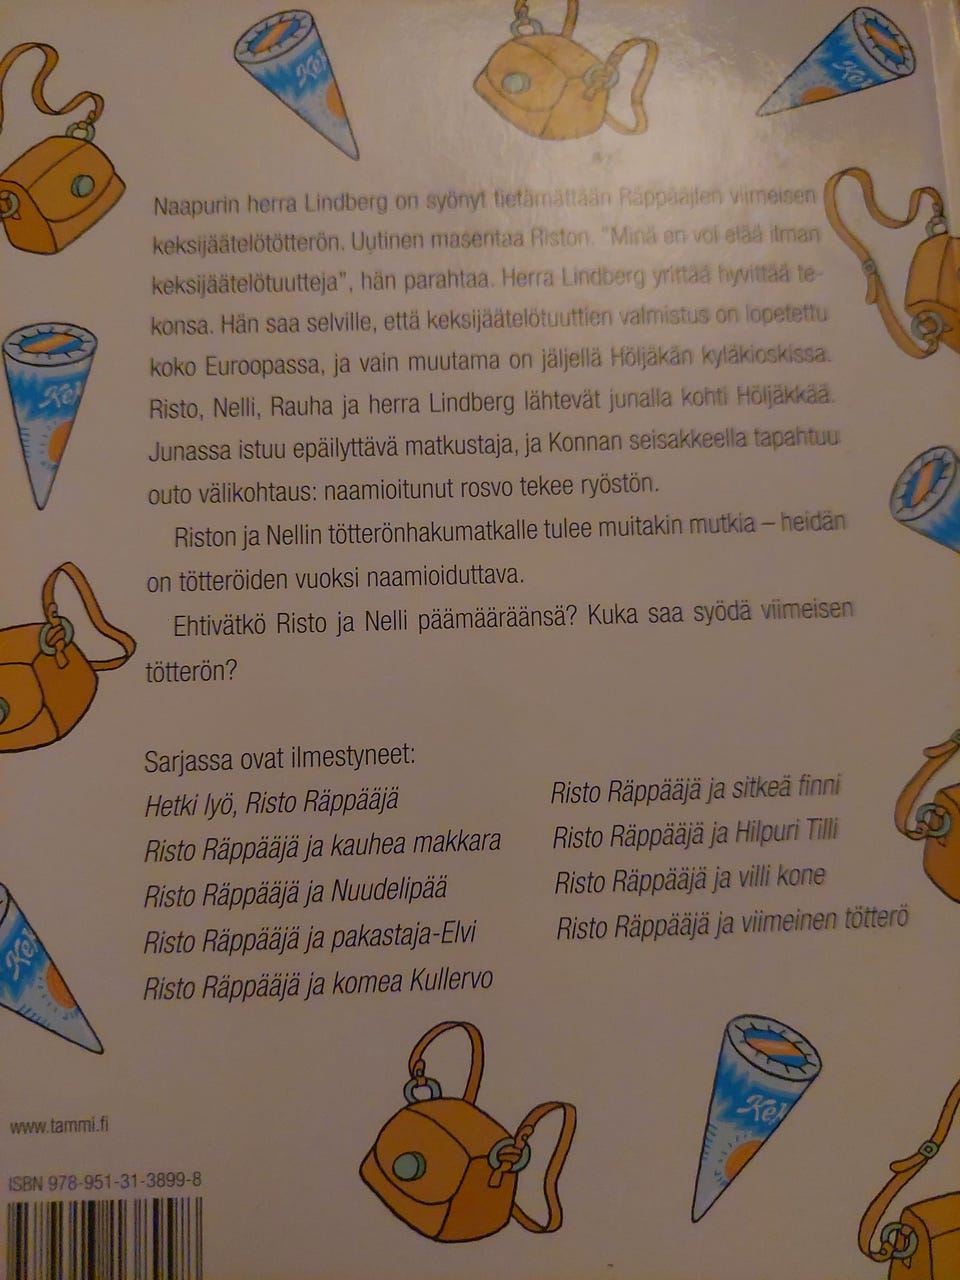 Naapurin herra Lindberg on syönyt tietämättään Räppääjien viimeisen
keksijäätelötötterön. Uutinen masentaa Riston. "Minä en voi elää ilman
keksijäätelötuutteja", hän parahtaa. Herra Lindberg yrittää hyvittää te-
konsa. Hän saa selville, että keksijäätelötuuttien valmistus on lopetettu
koko Euroopassa, ja vain muutama on jäljellä Höljäkän kyläkioskissa.
Risto, Nelli, Rauha ja herra Lindberg lähtevät junalla kohti Höljäkkää.
Junassa istuu epäilyttävä matkustaja, ja Konnan seisakkeella tapahtuu
outo välikohtaus: naamioitunut rosvo tekee ryöstön.
Riston ja Nellin tötterönhakumatkalle tulee muitakin mutkia – heidän
on tötteröiden vuoksi naamioiduttava.
Ehtivätkö Risto ja Nelli päämääräänsä? Kuka saa syödä viimeisen
tötterön?
Sarjassa ovat ilmestyneet:
Hetki lyö, Risto Räppääjä
Risto Räppääjä ja kauhea makkara
Risto Räppääjä ja Nuudelipää
Risto Räppääjä ja pakastaja-Elvi
Risto Räppääjä ja komea Kullervo
Risto Räppääjä ja sitkeä finni
Risto Räppääjä ja Hilpuri Tilli
Risto Räppääjä ja villi kone
Risto Räppääjä ja viimeinen tötterö
www.tammi.fi
ISBN 978-951-31-3899-8